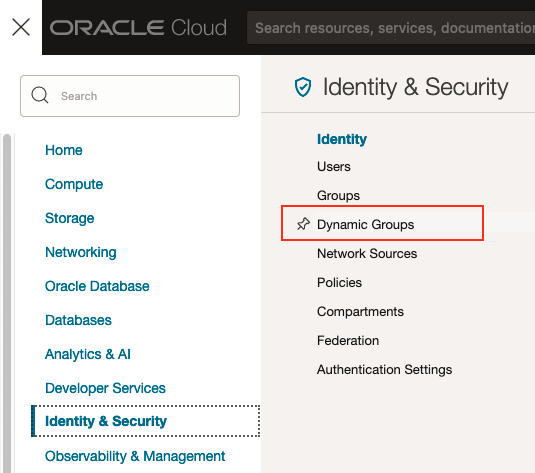 ORACLE Cloud
Search resources, services, documentation
Search
Home
Compute
Storage
Networking
Oracle Database
Databases
Analytics & AI
Developer Services
Identity & Security
Observability & Management
Identity & Security
Identity
Users
Groups
Dynamic Groups
Network Sources
Policies
Compartments
Federation
Authentication Settings